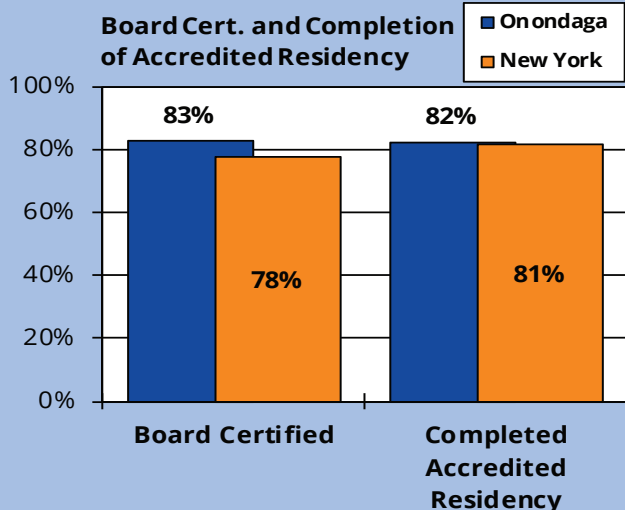 Board Cert. and Completion
of Accredited Residency
Onondaga
New York
100%
80%
60%
40%
20%
0%
83%
78%
82%
81%
Board Certified
Completed
Accredited
Residency